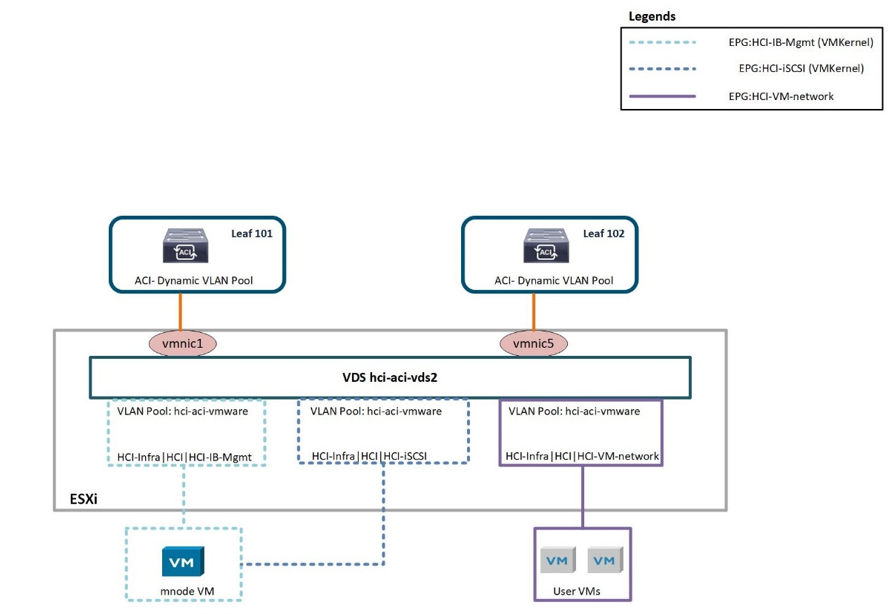 Legends
EPG:HCI-IB-Mgmt (VMKernel)
EPG:HCI-iSCSI (VMKernel)
EPG:HCI-VM-network
Leaf 101
ACI
ACI- Dynamic VLAN Pool
Leaf 102
ACI
ACI- Dynamic VLAN Pool
vmnic1
vmnic5
VDS hci-aci-vds2
VLAN Pool: hci-aci-vmware
HCI-Infra|HCI|HCI-IB-Mgmt
VLAN Pool: hci-aci-vmware
HCI-Infra|HCI|HCI-iSCSI
VLAN Pool: hci-aci-vmware
HCI-Infra|HCI|HCI-VM-network
ESXi
VM
mnode VM
VM
VM
User VMs